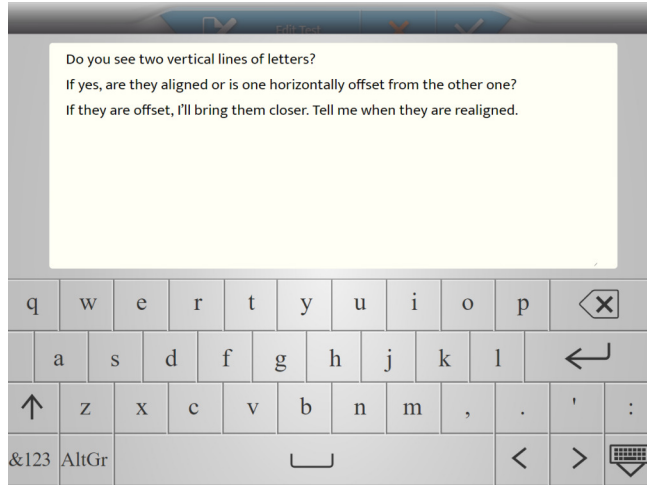 Edit Test
Do you see two vertical lines of letters?
If yes, are they aligned or is one horizontally offset from the other one?
If they are offset, I'll bring them closer. Tell me when they are realigned.
q w e r t y u i o p
a s d f g h j k l
z x c v b n m , . ' :
&123 AltGr < >